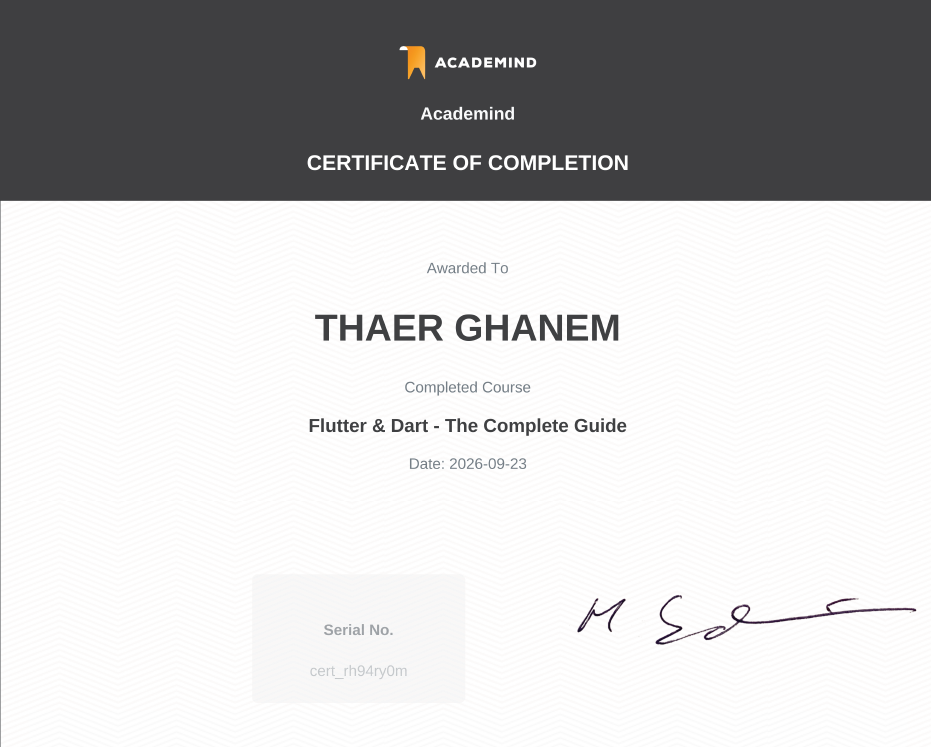 ACADEMIND
Academind
CERTIFICATE OF COMPLETION
Awarded To
THAER GHANEM
Completed Course
Flutter & Dart - The Complete Guide
Date: 2026-09-23
Serial No.
cert_rh94ry0m